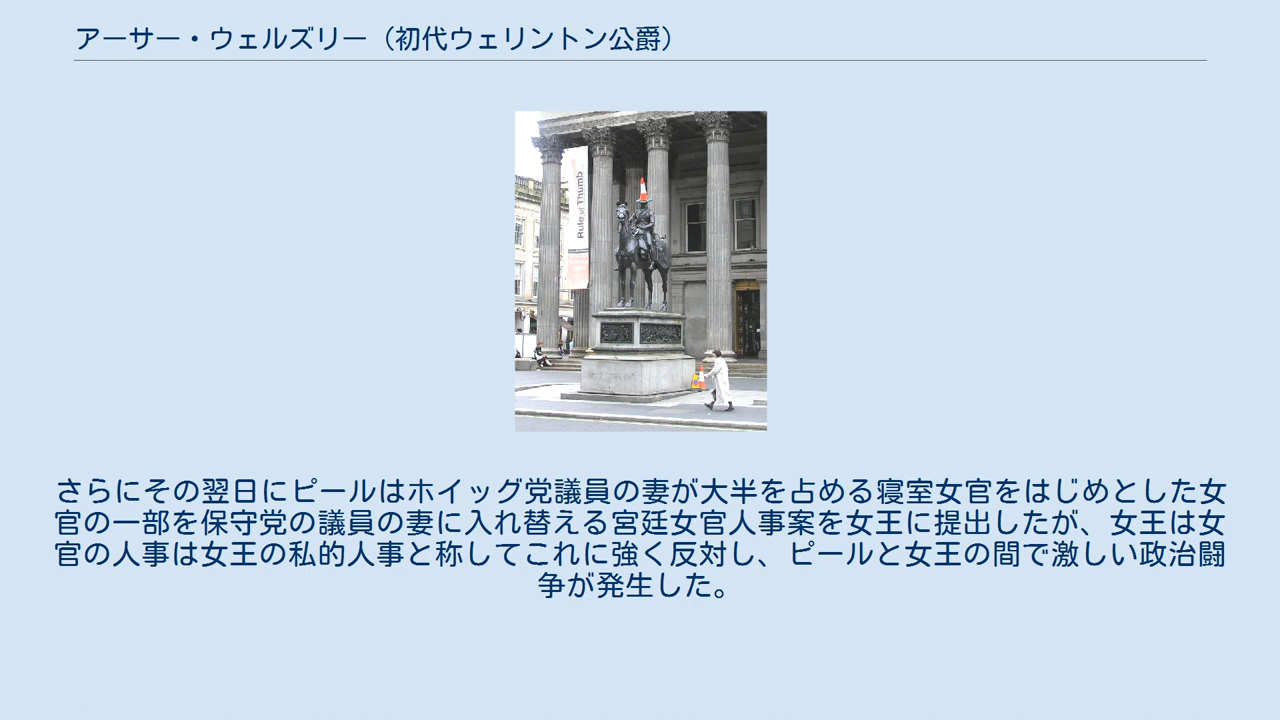 アーサー・ウェルズリー（初代ウェリントン公爵）
Rule of Thumb
さらにその翌日にピールはホイッグ党議員の妻が大半を占める寝室女官をはじめとした女
官の一部を保守党の議員の妻に入れ替える宮廷女官人事案を女王に提出したが、女王は女
官の人事は女王の私的人事と称してこれに強く反対し、ピールと女王の間で激しい政治闘
争が発生した。